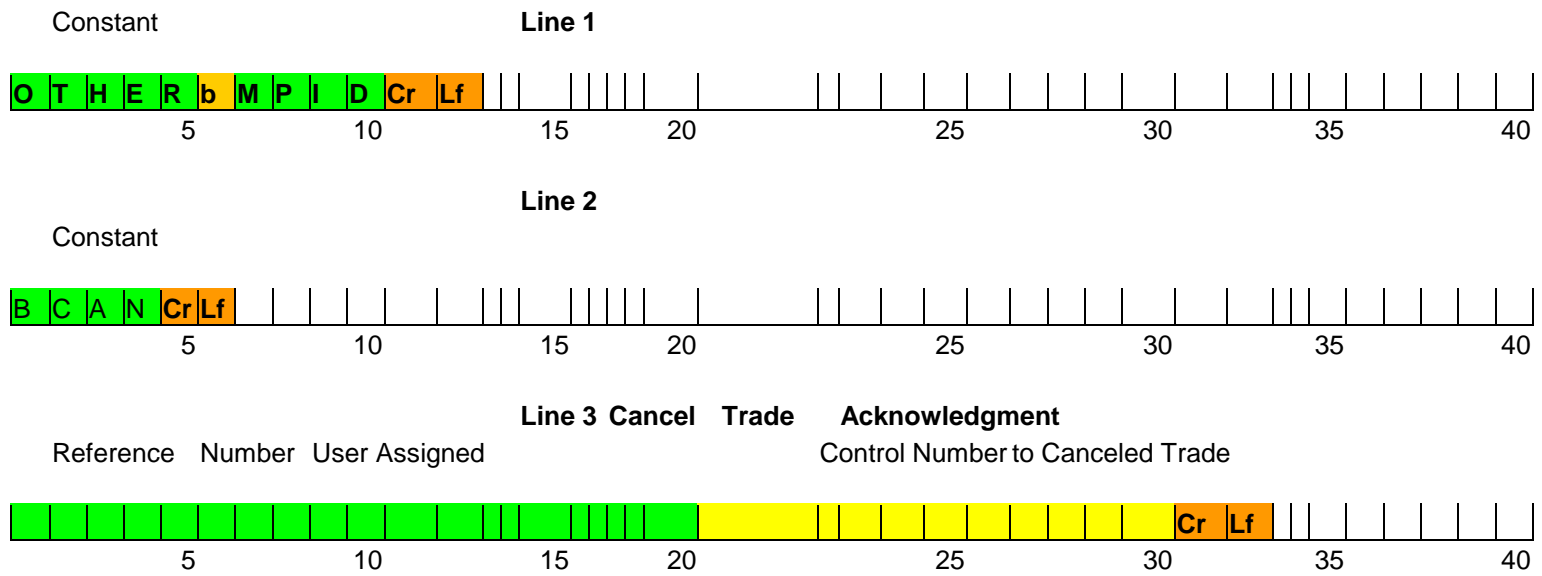 Constant Line 1
O T H E R b M P I D Cr Lf
5 10 15 20 25 30 35 40
Line 2
Constant
B C A N Cr Lf
5 10 15 20 25 30 35 40
Line 3 Cancel Trade Acknowledgment
Reference Number User Assigned Control Number to Canceled Trade
Cr Lf
5 10 15 20 25 30 35 40